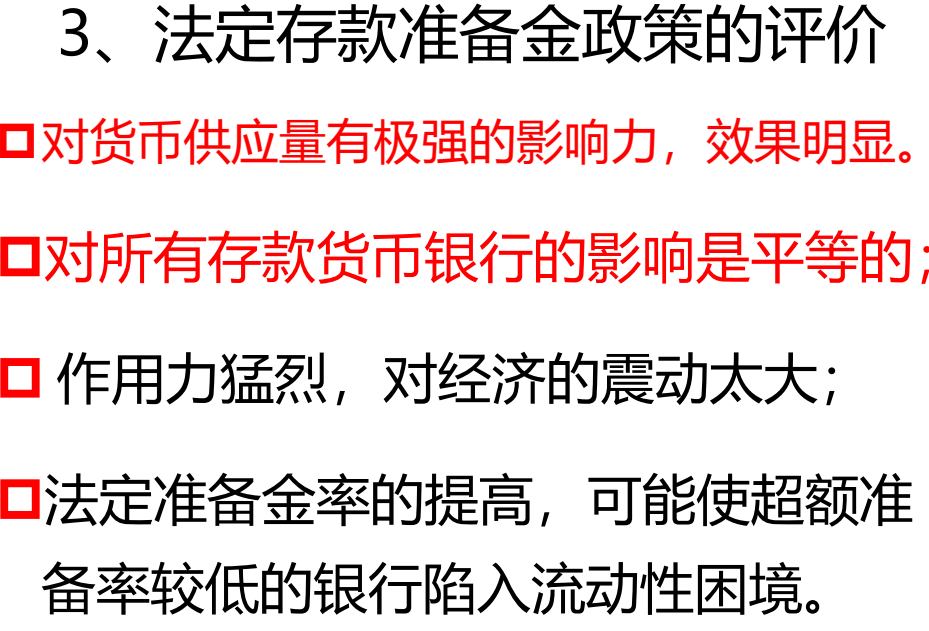 3、法定存款准备金政策的评价
对货币供应量有极强的影响力，效果明显。
对所有存款货币银行的影响是平等的；
作用力猛烈，对经济的震动太大；
法定准备金率的提高，可能使超额准
备率较低的银行陷入流动性困境。